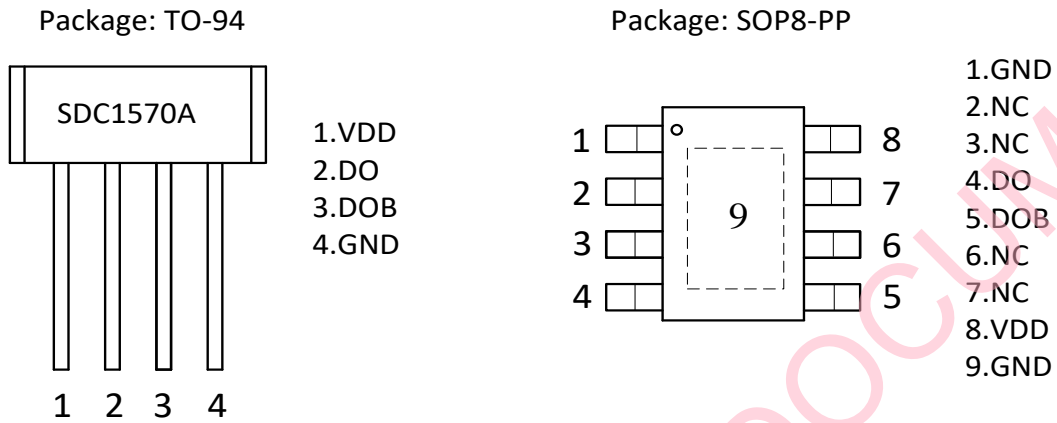 Package: TO-94
SDC1570A
1.VDD
2.DO
3.DOB
4.GND
1 2 3 4
Package: SOP8-PP
1 8
2 7
3 6
4 5
9
1.GND
2.NC
3.NC
4.DO
5.DOB
6.NC
7.NC
8.VDD
9.GND
OCUM